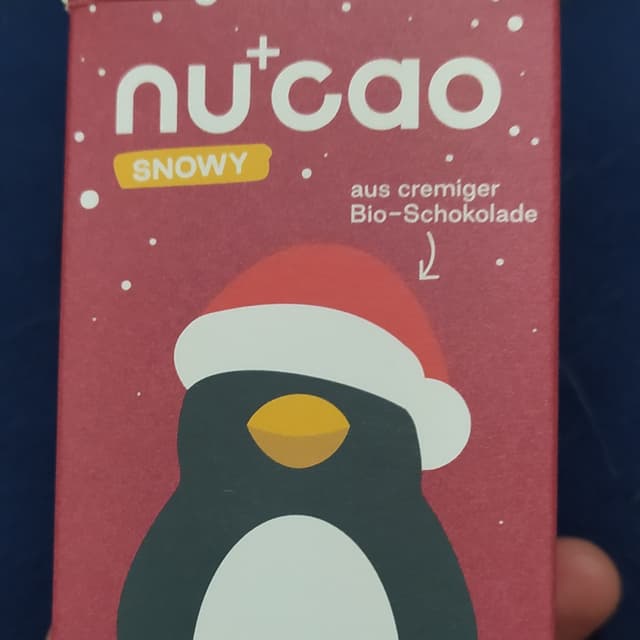 nu+cao
SNOWY
aus cremiger
Bio-Schokolade